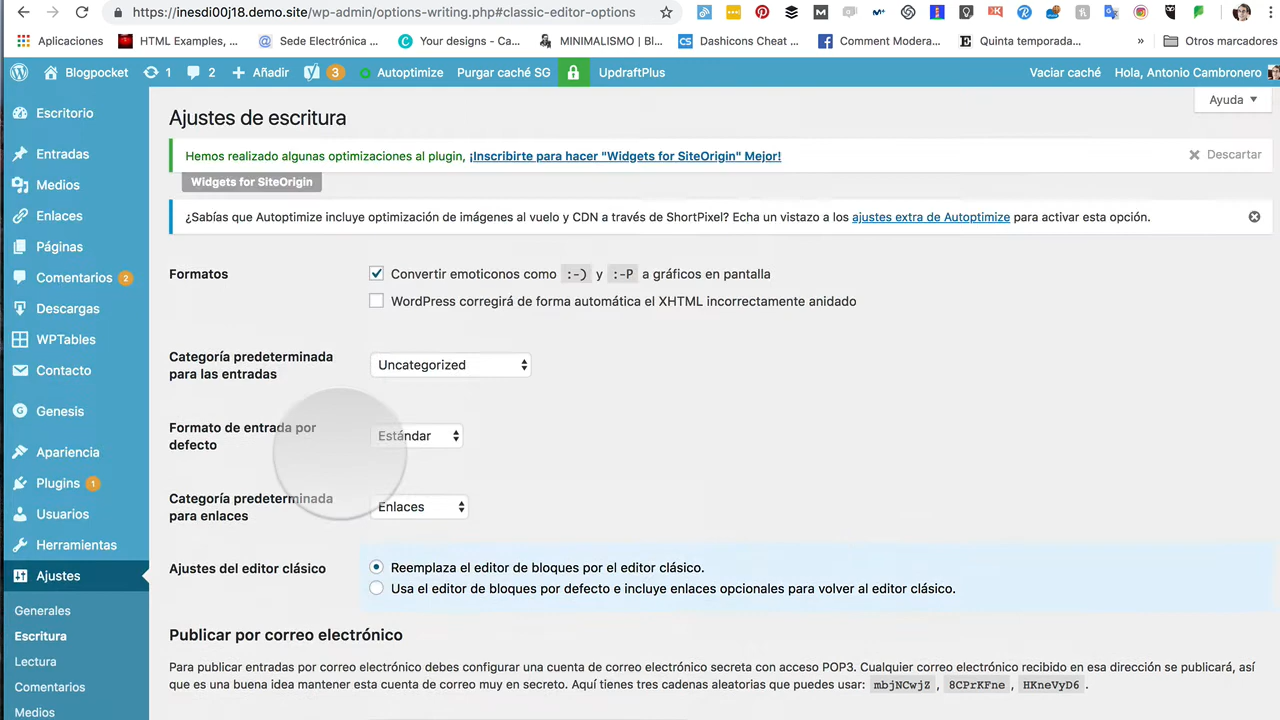 https://inesdi00j18.demo.site/wp-admin/options-writing.php#classic-editor-options
Aplicaciones
HTML Examples, ...
Sede Electrónica ...
Your designs - Ca...
MINIMALISMO | Bl...
Dashicons Cheat ...
Comment Modera...
Quinta temporada...
»
Otros marcadores
Blogpocket
1
2
Añadir
3
Autoptimize
Purgar caché SG
UpdraftPlus
Vaciar caché
Hola, Antonio Cambronero
Escritorio
Entradas
Medios
Enlaces
Páginas
Comentarios 2
Descargas
WPTables
Contacto
Genesis
Apariencia
Plugins 1
Usuarios
Herramientas
Ajustes
Generales
Escritura
Lectura
Comentarios
Medios
Ayuda
Ajustes de escritura
Hemos realizado algunas optimizaciones al plugin, ¡Inscribirte para hacer "Widgets for SiteOrigin" Mejor!
Descartar
Widgets for SiteOrigin
¿Sabías que Autoptimize incluye optimización de imágenes al vuelo y CDN a través de ShortPixel? Echa un vistazo a los ajustes extra de Autoptimize para activar esta opción.
Formatos
Convertir emoticonos como :-) y :-P a gráficos en pantalla
WordPress corregirá de forma automática el XHTML incorrectamente anidado
Categoría predeterminada
para las entradas
Uncategorized
Formato de entrada por
defecto
Estándar
Categoría predeterminada
para enlaces
Enlaces
Ajustes del editor clásico
Reemplaza el editor de bloques por el editor clásico.
Usa el editor de bloques por defecto e incluye enlaces opcionales para volver al editor clásico.
Publicar por correo electrónico
Para publicar entradas por correo electrónico debes configurar una cuenta de correo electrónico secreta con acceso POP3. Cualquier correo electrónico recibido en esa dirección se publicará, así
que es una buena idea mantener esta cuenta de correo muy en secreto. Aquí tienes tres cadenas aleatorias que puedes usar: mbjNCwjZ , 8CPrKFne , HKneVyD6 .